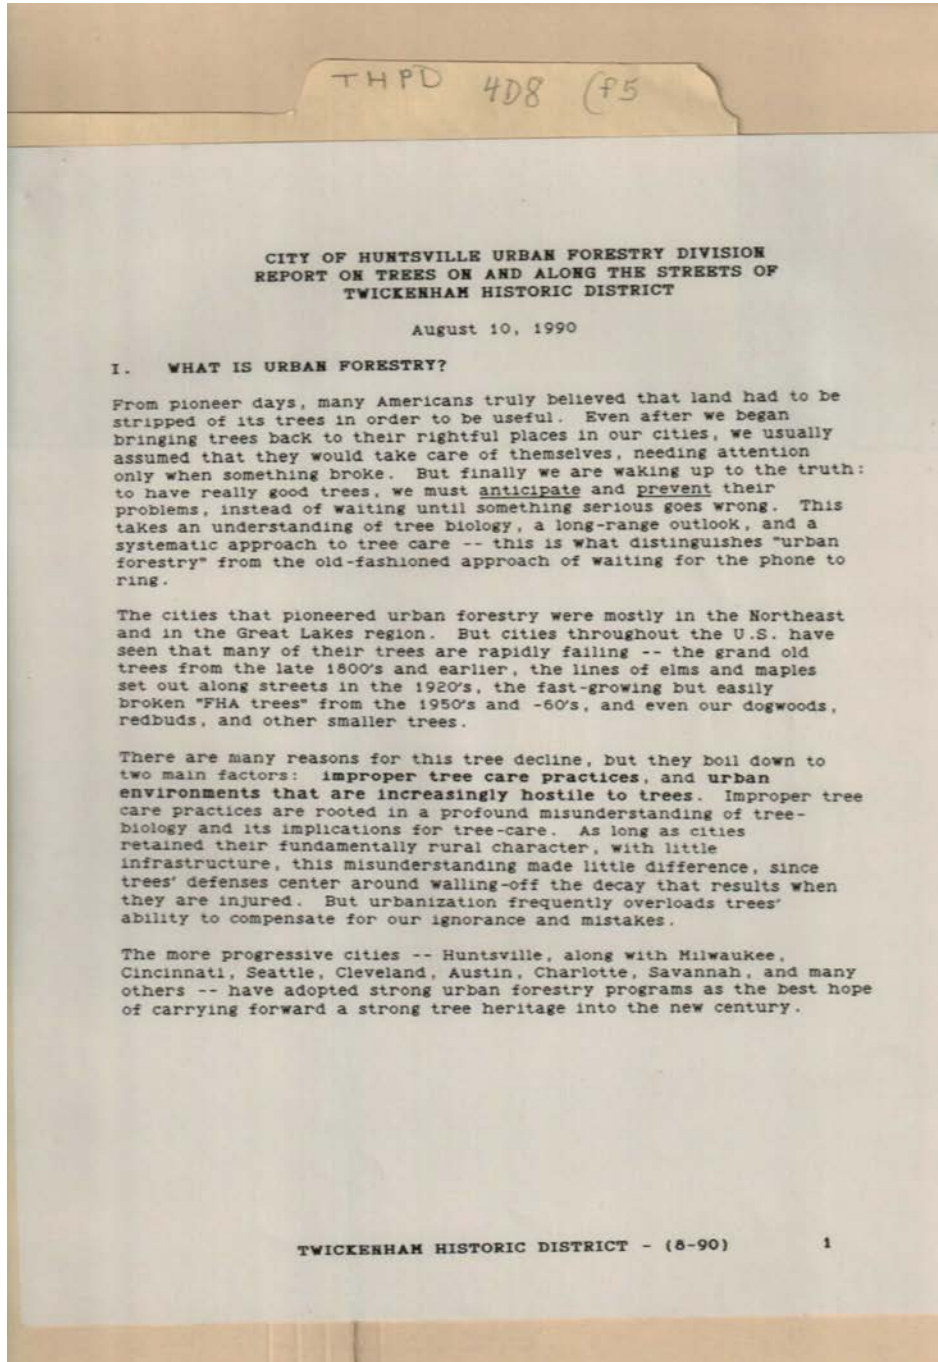 THPD 4D8 (f5
CITY OF HUNTSVILLE URBAN FORESTRY DIVISION
REPORT ON TREES ON AND ALONG THE STREETS OF
TWICKENHAM HISTORIC DISTRICT
August 10, 1990
I. WHAT IS URBAN FORESTRY?
From pioneer days, many Americans truly believed that land had to be
stripped of its trees in order to be useful. Even after we began
bringing trees back to their rightful places in our cities, we usually
assumed that they would take care of themselves, needing attention
only when something broke. But finally we are waking up to the truth:
to have really good trees, we must anticipate and prevent their
problems, instead of waiting until something serious goes wrong. This
takes an understanding of tree biology, a long-range outlook, and a
systematic approach to tree care -- this is what distinguishes "urban
forestry" from the old-fashioned approach of waiting for the phone to
ring.
The cities that pioneered urban forestry were mostly in the Northeast
and in the Great Lakes region. But cities throughout the U.S. have
seen that many of their trees are rapidly failing -- the grand old
trees from the late 1800's and earlier, the lines of elms and maples
set out along streets in the 1920's, the fast-growing but easily
broken "FHA trees" from the 1950's and -60's, and even our dogwoods,
redbuds, and other smaller trees.
There are many reasons for this tree decline, but they boil down to
two main factors: improper tree care practices, and urban
environments that are increasingly hostile to trees. Improper tree
care practices are rooted in a profound misunderstanding of tree-
biology and its implications for tree-care. As long as cities
retained their fundamentally rural character, with little
infrastructure, this misunderstanding made little difference, since
trees' defenses center around walling-off the decay that results when
they are injured. But urbanization frequently overloads trees'
ability to compensate for our ignorance and mistakes.
The more progressive cities -- Huntsville, along with Milwaukee,
Cincinnati, Seattle, Cleveland, Austin, Charlotte, Savannah, and many
others -- have adopted strong urban forestry programs as the best hope
of carrying forward a strong tree heritage into the new century.
TWICKENHAM HISTORIC DISTRICT - (8-90) 1